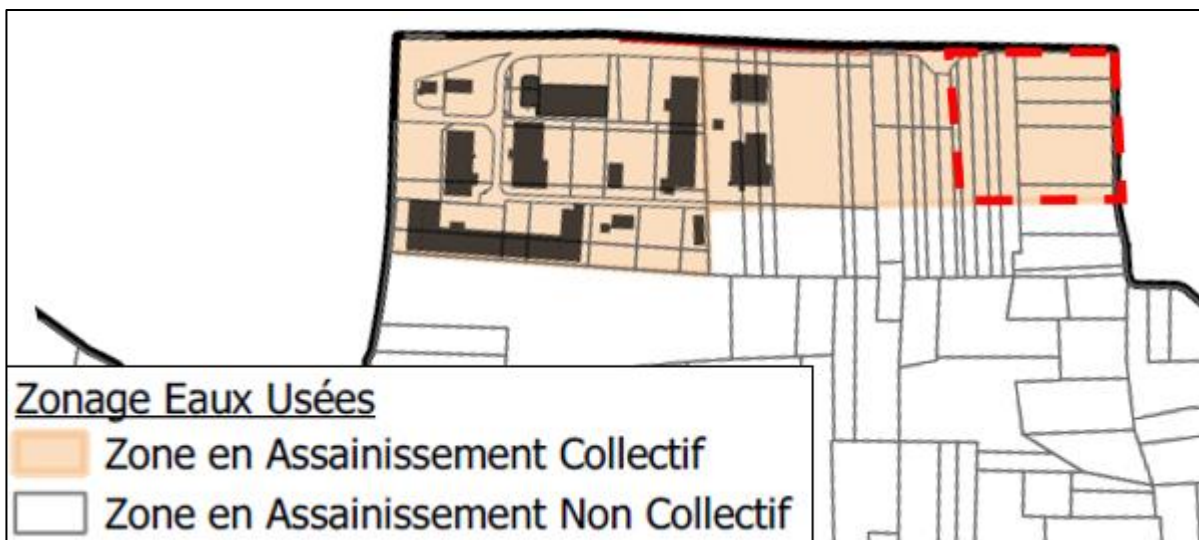 Zonage Eaux Usées
Zone en Assainissement Collectif
Zone en Assainissement Non Collectif